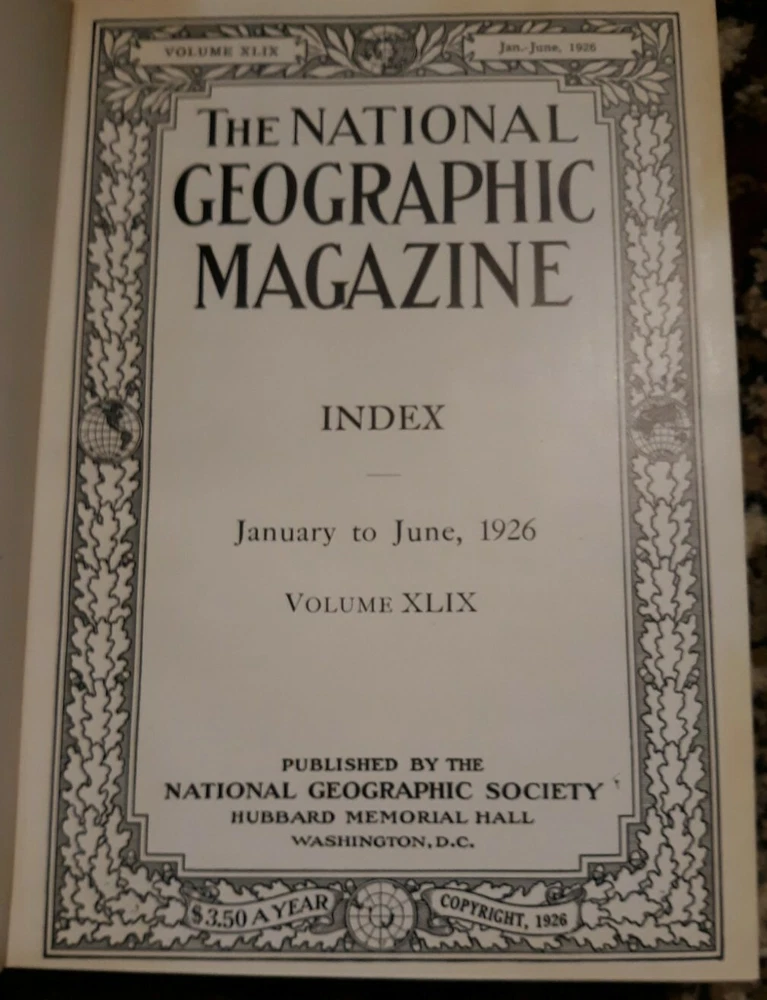 VOLUME XLIX
Jan.-June, 1926
THE NATIONAL
GEOGRAPHIC
MAGAZINE
INDEX
January to June, 1926
VOLUME XLIX
PUBLISHED BY THE
NATIONAL GEOGRAPHIC SOCIETY
HUBBARD MEMORIAL HALL
WASHINGTON, D.C.
$3.50 A YEAR
COPYRIGHT, 1926